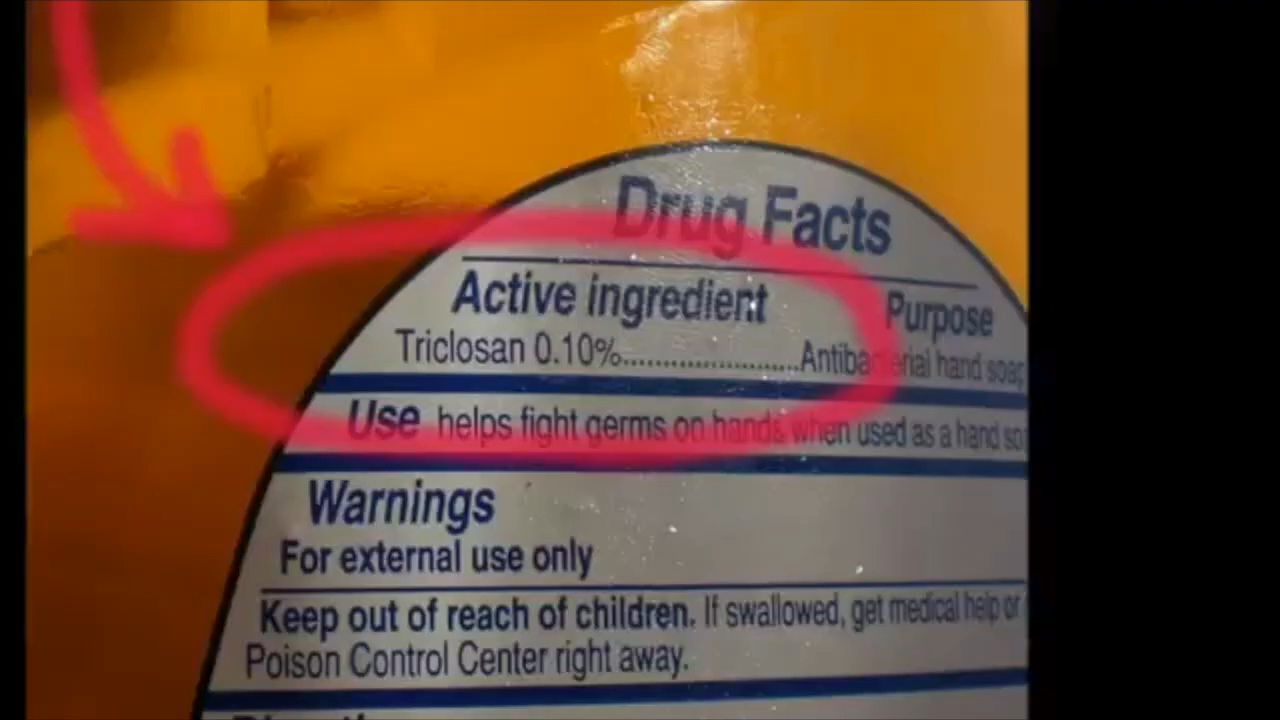 Drug Facts
Active ingredient Purpose
Triclosan 0.10%......................Antibacterial hand soap
Use helps fight germs on hands when used as a hand
Warnings
For external use only
Keep out of reach of children. If swallowed, get medical help or
Poison Control Center right away.